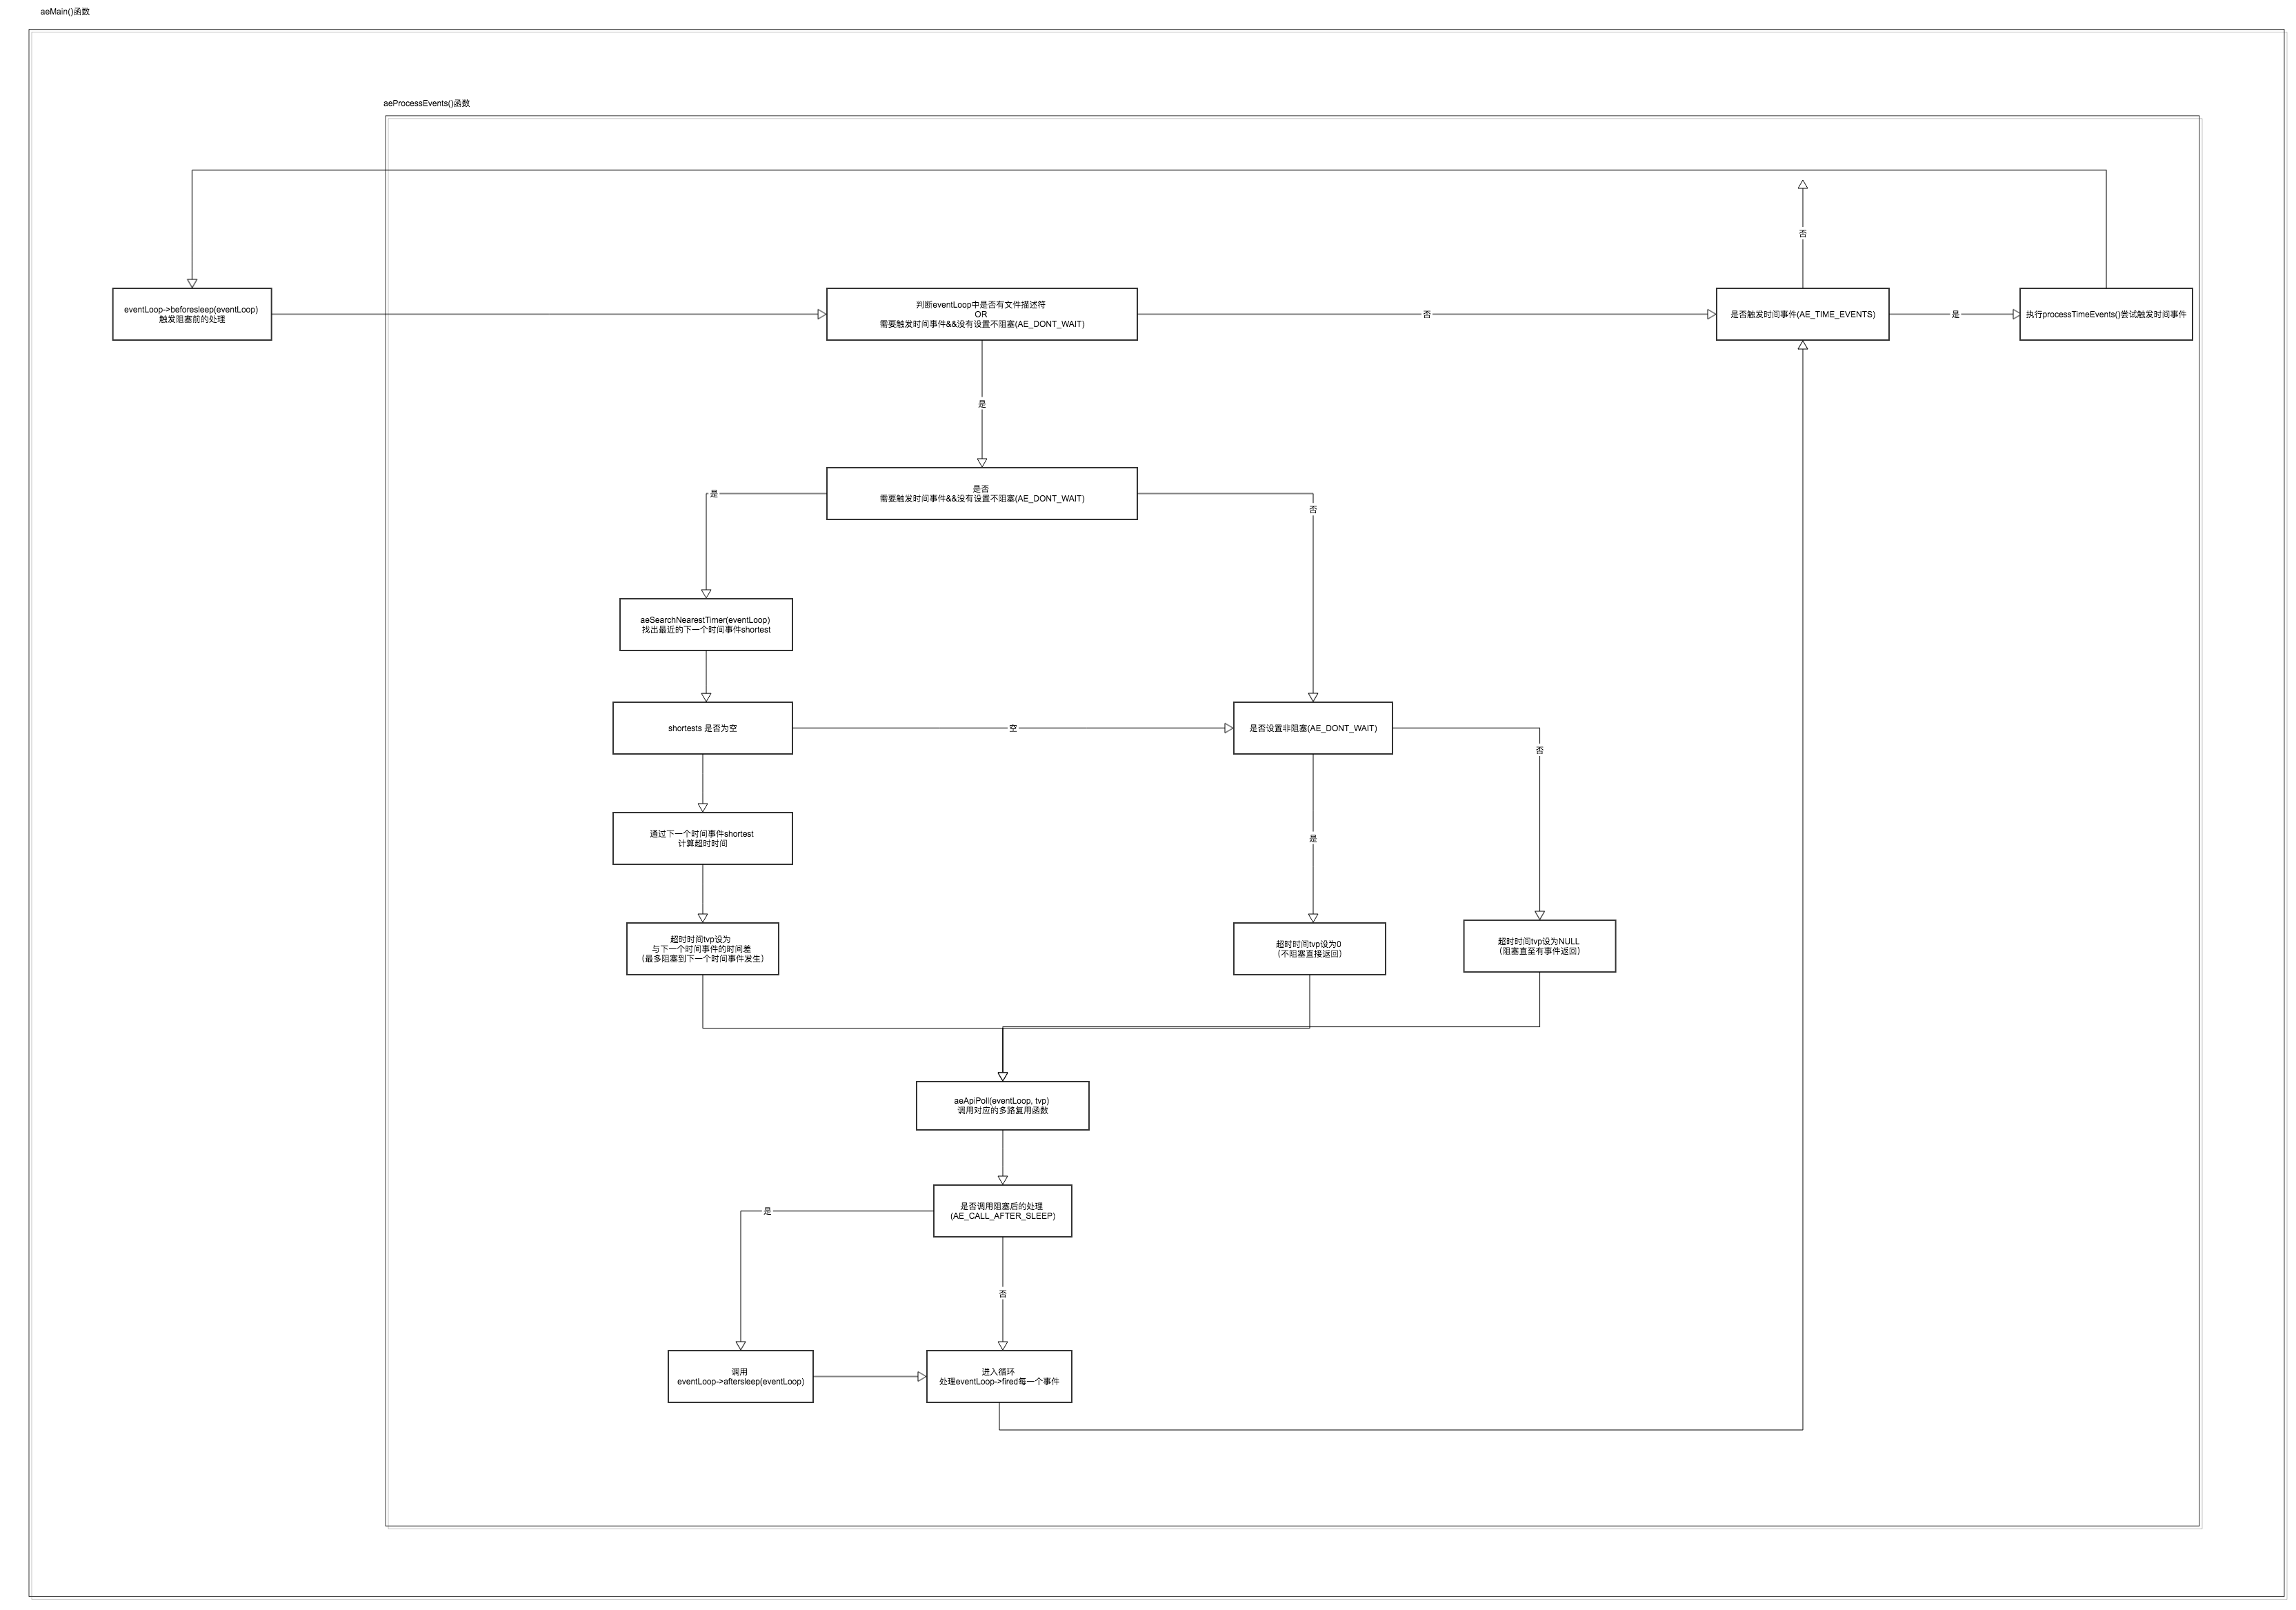 aeMain()函数
aeProcessEvents()函数
否
eventLoop->beforesleep(eventLoop)
触发阻塞前的处理
判断eventLoop中是否有文件描述符
OR
需要触发时间事件&&没有设置不阻塞(AE_DONT_WAIT)
否
是否触发时间事件(AE_TIME_EVENTS)
是
执行processTimeEvents()尝试触发时间事件
是
是否
需要触发时间事件&&没有设置不阻塞(AE_DONT_WAIT)
是
否
aeSearchNearestTimer(eventLoop)
找出最近的下一个时间事件shortest
shortests 是否为空
空
是否设置非阻塞(AE_DONT_WAIT)
否
通过下一个时间事件shortest
计算超时时间
是
超时时间tvp设为
与下一个时间事件的时间差
（最多阻塞到下一个时间事件发生）
超时时间tvp设为0
（不阻塞直接返回）
超时时间tvp设为NULL
（阻塞直至有事件返回）
aeApiPoll(eventLoop, tvp)
调用对应的多路复用函数
是否调用阻塞后的处理
(AE_CALL_AFTER_SLEEP)
是
否
调用
eventLoop->aftersleep(eventLoop)
进入循环
处理eventLoop->fired每一个事件